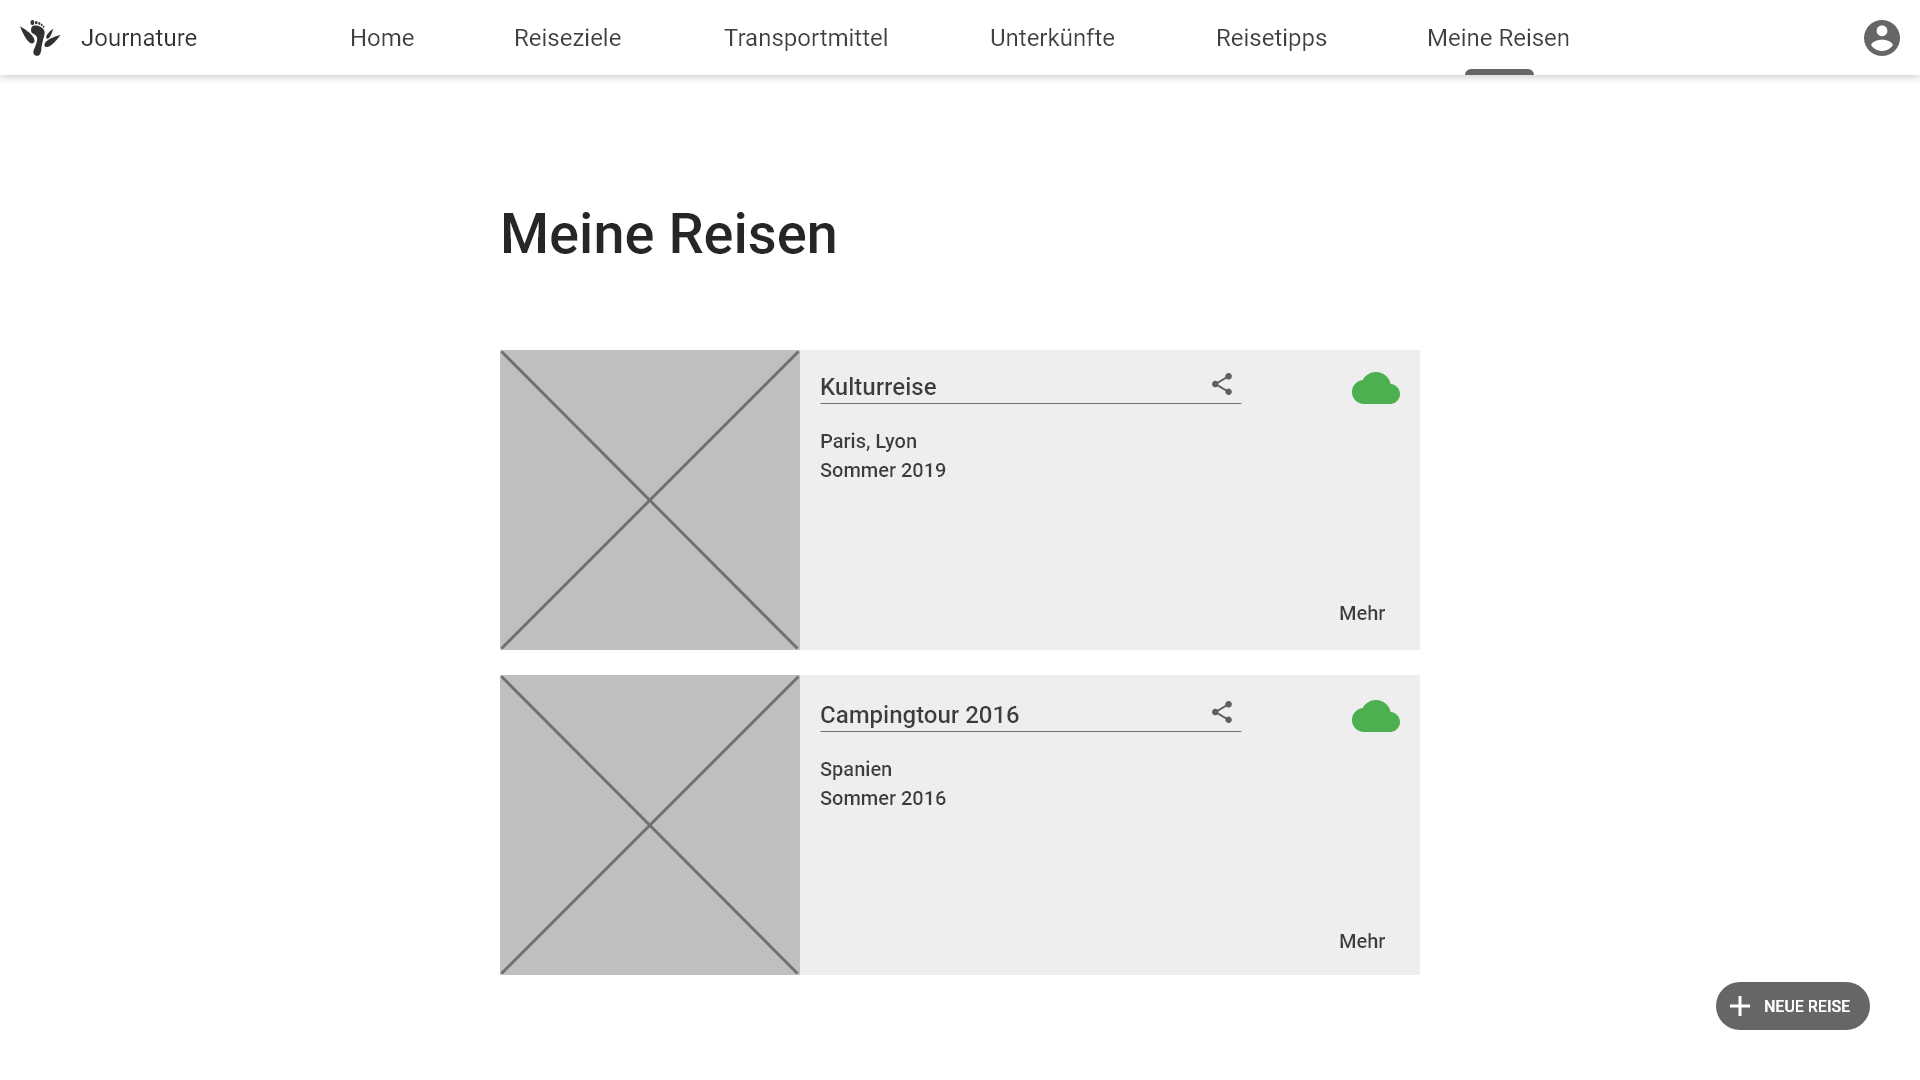 Journature
Home
Reiseziele
Transportmittel
Unterkünfte
Reisetipps
Meine Reisen
Meine Reisen
Kulturreise
Paris, Lyon
Sommer 2019
Mehr
Campingtour 2016
Spanien
Sommer 2016
Mehr
NEUE REISE